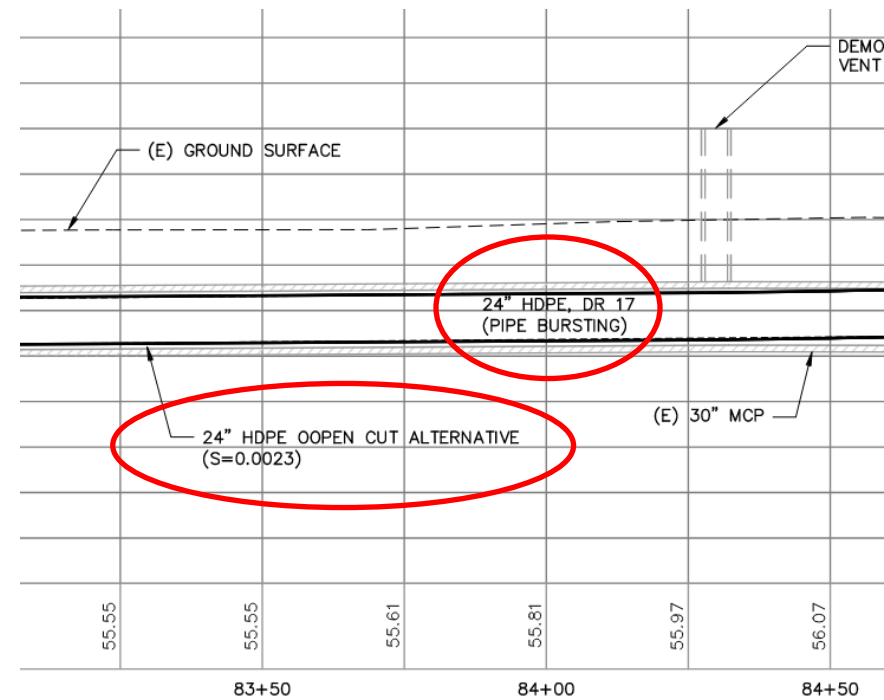 DEMO
VENT
(E) GROUND SURFACE
24" HDPE, DR 17
(PIPE BURSTING)
(E) 30" MCP
24" HDPE OOPEN CUT ALTERNATIVE
(S=0.0023)
55.55
55.55
55.61
55.81
55.97
56.07
83+50
84+00
84+50